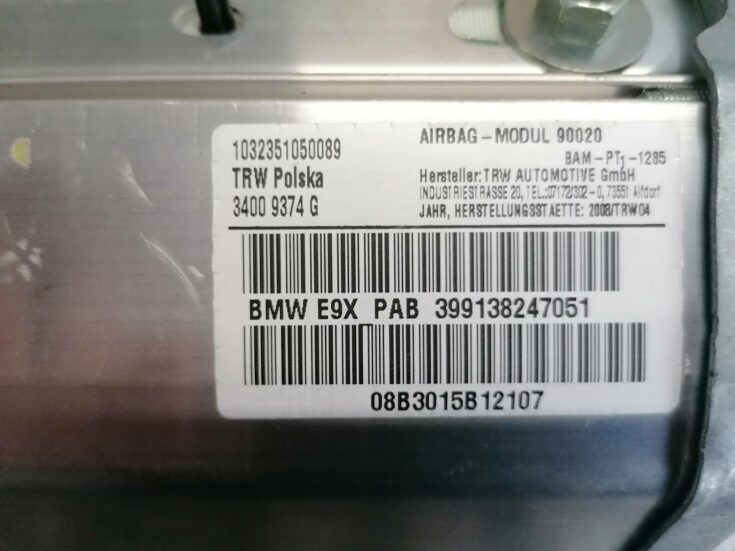 1032351050089
TRW Polska
3400 9374 G
AIRBAG-MODUL 90020
BAM-PT1-1285
Hersteller: TRW AUTOMOTIVE GmbH
INDUSTRIESTRASSE 20, TEL.:07172/302-0, 73551 Alfdorf
JAHR, HERSTELLUNGSSTAETTE: 2008/TRW04
BMW E9X PAB 399138247051
08B3015B12107